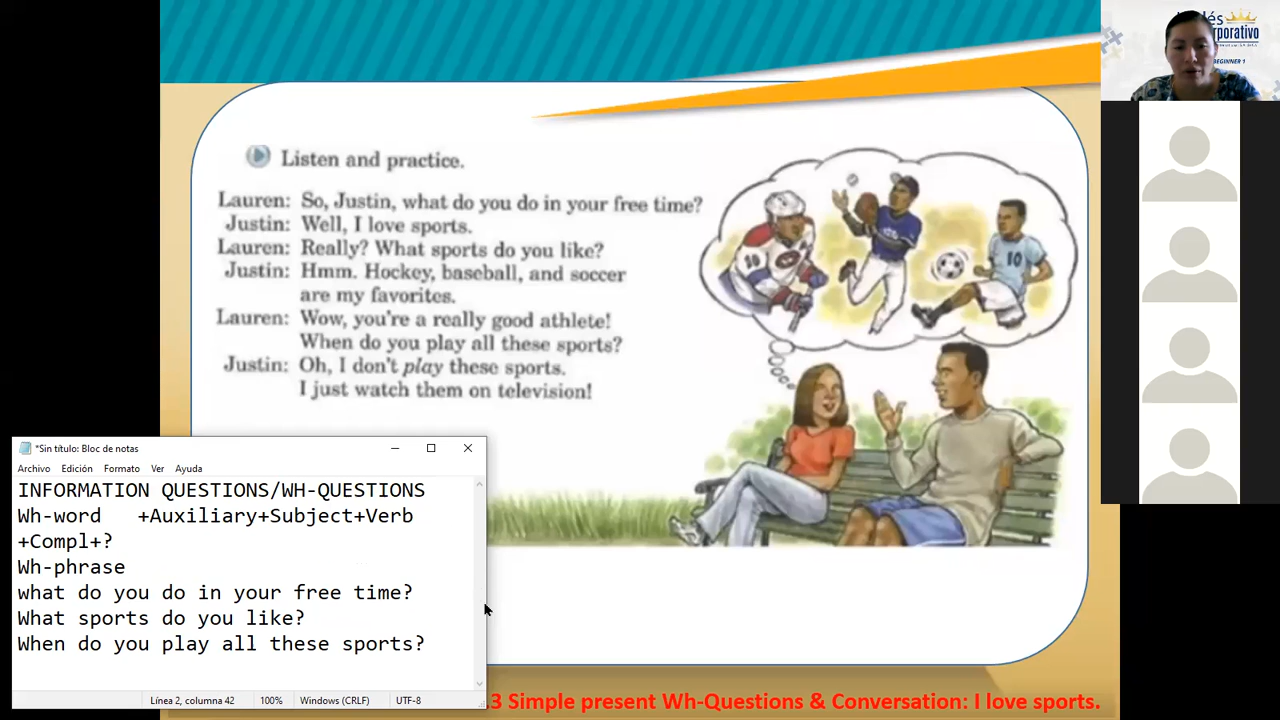 Listen and practice.
Lauren: So, Justin, what do you do in your free time?
Justin: Well, I love sports.
Lauren: Really? What sports do you like?
Justin: Hmm. Hockey, baseball, and soccer
are my favorites.
Lauren: Wow, you're a really good athlete!
When do you play all these sports?
Justin: Oh, I don't play these sports.
I just watch them on television!
10
10
*Sin título: Bloc de notas
Archivo Edición Formato Ver Ayuda
INFORMATION QUESTIONS/WH-QUESTIONS
Wh-word +Auxiliary+Subject+Verb
+Compl+?
Wh-phrase
what do you do in your free time?
What sports do you like?
When do you play all these sports?
Línea 2, columna 42 100% Windows (CRLF) UTF-8
.3 Simple present Wh-Questions & Conversation: I love sports.
BEGINNER 1